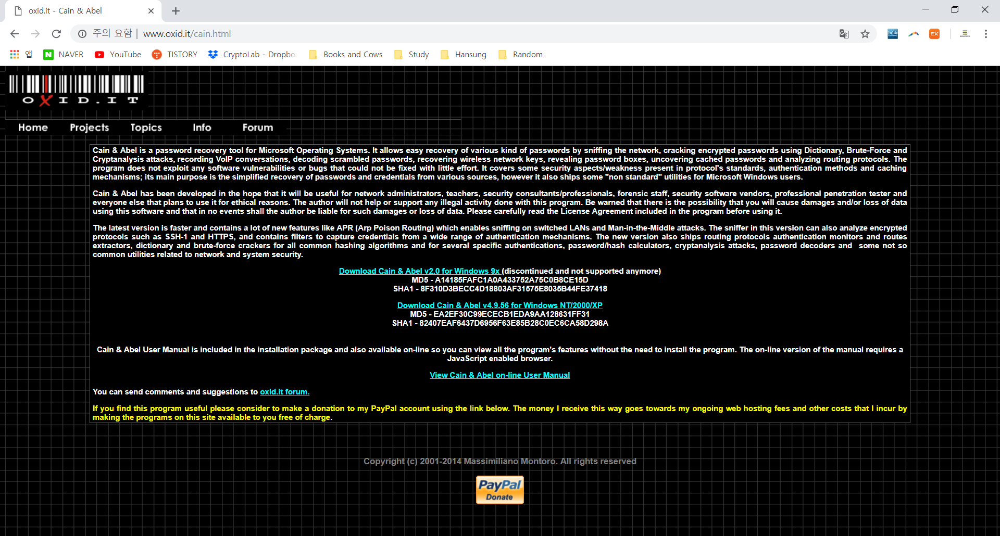 oxid.it - Cain & Abel
주의 요함 | www.oxid.it/cain.html
EX
앱 NAVER YouTube TISTORY CryptoLab - Dropbo Books and Cows Study Hansung Random
OXID.IT
Home Projects Topics Info Forum
Cain & Abel is a password recovery tool for Microsoft Operating Systems. It allows easy recovery of various kind of passwords by sniffing the network, cracking encrypted passwords using Dictionary, Brute-Force and
Cryptanalysis attacks, recording VoIP conversations, decoding scrambled passwords, recovering wireless network keys, revealing password boxes, uncovering cached passwords and analyzing routing protocols. The
program does not exploit any software vulnerabilities or bugs that could not be fixed with little effort. It covers some security aspects/weakness present in protocol's standards, authentication methods and caching
mechanisms; its main purpose is the simplified recovery of passwords and credentials from various sources, however it also ships some "non standard" utilities for Microsoft Windows users.
Cain & Abel has been developed in the hope that it will be useful for network administrators, teachers, security consultants/professionals, forensic staff, security software vendors, professional penetration tester and
everyone else that plans to use it for ethical reasons. The author will not help or support any illegal activity done with this program. Be warned that there is the possibility that you will cause damages and/or loss of data
using this software and that in no events shall the author be liable for such damages or loss of data. Please carefully read the License Agreement included in the program before using it.
The latest version is faster and contains a lot of new features like APR (Arp Poison Routing) which enables sniffing on switched LANs and Man-in-the-Middle attacks. The sniffer in this version can also analyze encrypted
protocols such as SSH-1 and HTTPS, and contains filters to capture credentials from a wide range of authentication mechanisms. The new version also ships routing protocols authentication monitors and routes
extractors, dictionary and brute-force crackers for all common hashing algorithms and for several specific authentications, password/hash calculators, cryptanalysis attacks, password decoders and some not so
common utilities related to network and system security.
Download Cain & Abel v2.0 for Windows 9x (discontinued and not supported anymore)
MD5 - A14185FAFC1A0A433752A75C0B8CE15D
SHA1 - 8F310D3BECC4D18803AF31575E8035B44FE37418
Download Cain & Abel v4.9.56 for Windows NT/2000/XP
MD5 - EA2EF30C99ECECB1EDA9AA128631FF31
SHA1 - 82407EAF6437D6956F63E85B28C0EC6CA58D298A
Cain & Abel User Manual is included in the installation package and also available on-line so you can view all the program's features without the need to install the program. The on-line version of the manual requires a
JavaScript enabled browser.
View Cain & Abel on-line User Manual
You can send comments and suggestions to oxid.it forum.
If you find this program useful please consider to make a donation to my PayPal account using the link below. The money I receive this way goes towards my ongoing web hosting fees and other costs that I incur by
making the programs on this site available to you free of charge.
Copyright (c) 2001-2014 Massimiliano Montoro. All rights reserved
PayPal
Donate